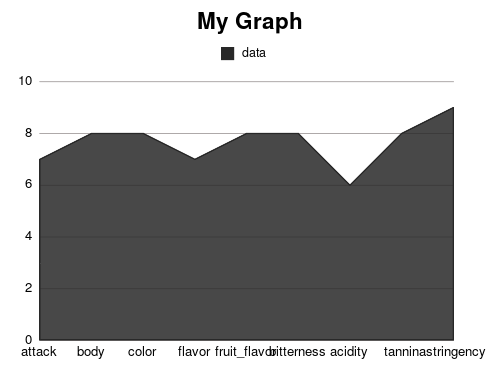 My Graph
data
10
8
6
4
2
0
attack body color flavor fruit_flavor bitterness acidity tannin astringency